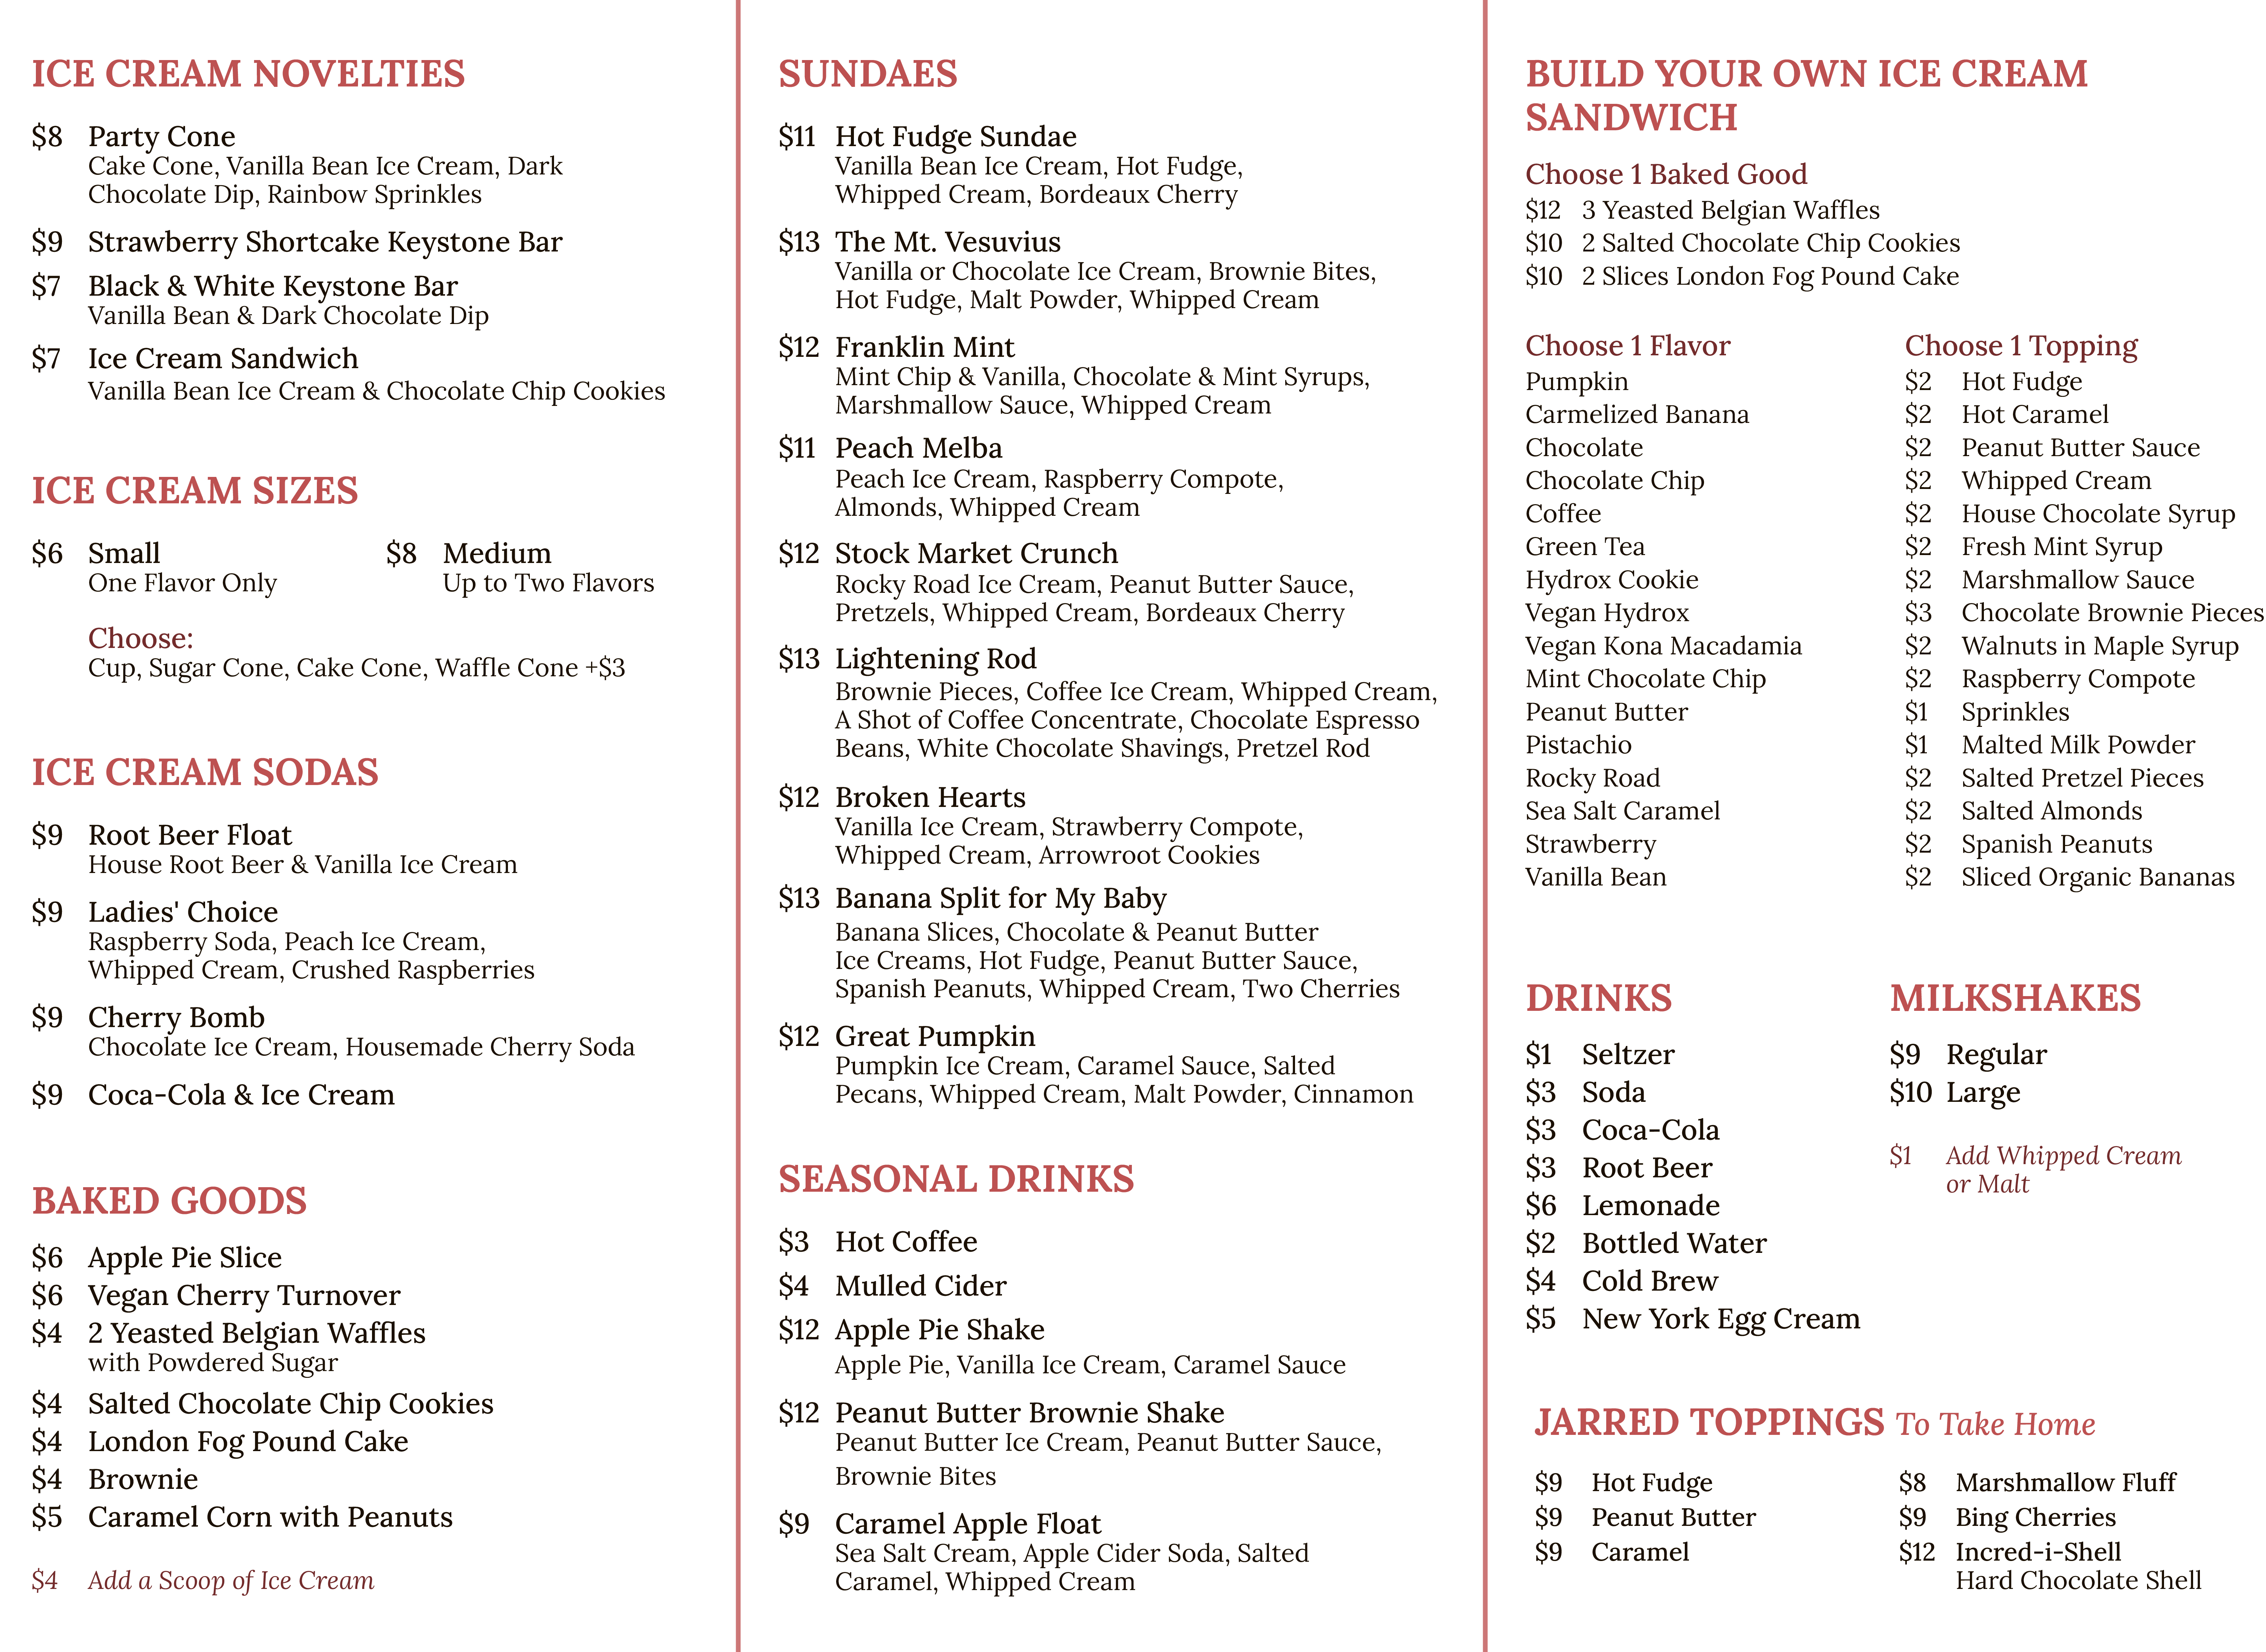 ICE CREAM NOVELTIES
$8 Party Cone
Cake Cone, Vanilla Bean Ice Cream, Dark
Chocolate Dip, Rainbow Sprinkles
$9 Strawberry Shortcake Keystone Bar
$7 Black & White Keystone Bar
Vanilla Bean & Dark Chocolate Dip
$7 Ice Cream Sandwich
Vanilla Bean Ice Cream & Chocolate Chip Cookies
ICE CREAM SIZES
$6 Small $8 Medium
One Flavor Only Up to Two Flavors
Choose:
Cup, Sugar Cone, Cake Cone, Waffle Cone +$3
ICE CREAM SODAS
$9 Root Beer Float
House Root Beer & Vanilla Ice Cream
$9 Ladies' Choice
Raspberry Soda, Peach Ice Cream,
Whipped Cream, Crushed Raspberries
$9 Cherry Bomb
Chocolate Ice Cream, Housemade Cherry Soda
$9 Coca-Cola & Ice Cream
BAKED GOODS
$6 Apple Pie Slice
$6 Vegan Cherry Turnover
$4 2 Yeasted Belgian Waffles
with Powdered Sugar
$4 Salted Chocolate Chip Cookies
$4 London Fog Pound Cake
$4 Brownie
$5 Caramel Corn with Peanuts
$4 Add a Scoop of Ice Cream
SUNDAES
$11 Hot Fudge Sundae
Vanilla Bean Ice Cream, Hot Fudge,
Whipped Cream, Bordeaux Cherry
$13 The Mt. Vesuvius
Vanilla or Chocolate Ice Cream, Brownie Bites,
Hot Fudge, Malt Powder, Whipped Cream
$12 Franklin Mint
Mint Chip & Vanilla, Chocolate & Mint Syrups,
Marshmallow Sauce, Whipped Cream
$11 Peach Melba
Peach Ice Cream, Raspberry Compote,
Almonds, Whipped Cream
$12 Stock Market Crunch
Rocky Road Ice Cream, Peanut Butter Sauce,
Pretzels, Whipped Cream, Bordeaux Cherry
$13 Lightening Rod
Brownie Pieces, Coffee Ice Cream, Whipped Cream,
A Shot of Coffee Concentrate, Chocolate Espresso
Beans, White Chocolate Shavings, Pretzel Rod
$12 Broken Hearts
Vanilla Ice Cream, Strawberry Compote,
Whipped Cream, Arrowroot Cookies
$13 Banana Split for My Baby
Banana Slices, Chocolate & Peanut Butter
Ice Creams, Hot Fudge, Peanut Butter Sauce,
Spanish Peanuts, Whipped Cream, Two Cherries
$12 Great Pumpkin
Pumpkin Ice Cream, Caramel Sauce, Salted
Pecans, Whipped Cream, Malt Powder, Cinnamon
SEASONAL DRINKS
$3 Hot Coffee
$4 Mulled Cider
$12 Apple Pie Shake
Apple Pie, Vanilla Ice Cream, Caramel Sauce
$12 Peanut Butter Brownie Shake
Peanut Butter Ice Cream, Peanut Butter Sauce,
Brownie Bites
$9 Caramel Apple Float
Sea Salt Cream, Apple Cider Soda, Salted
Caramel, Whipped Cream
BUILD YOUR OWN ICE CREAM
SANDWICH
Choose 1 Baked Good
$12 3 Yeasted Belgian Waffles
$10 2 Salted Chocolate Chip Cookies
$10 2 Slices London Fog Pound Cake
Choose 1 Flavor
Pumpkin
Carmelized Banana
Chocolate
Chocolate Chip
Coffee
Green Tea
Hydrox Cookie
Vegan Hydrox
Vegan Kona Macadamia
Mint Chocolate Chip
Peanut Butter
Pistachio
Rocky Road
Sea Salt Caramel
Strawberry
Vanilla Bean
Choose 1 Topping
$2 Hot Fudge
$2 Hot Caramel
$2 Peanut Butter Sauce
$2 Whipped Cream
$2 House Chocolate Syrup
$2 Fresh Mint Syrup
$2 Marshmallow Sauce
$3 Chocolate Brownie Pieces
$2 Walnuts in Maple Syrup
$2 Raspberry Compote
$1 Sprinkles
$1 Malted Milk Powder
$2 Salted Pretzel Pieces
$2 Salted Almonds
$2 Spanish Peanuts
$2 Sliced Organic Bananas
DRINKS
$1 Seltzer
$3 Soda
$3 Coca-Cola
$3 Root Beer
$6 Lemonade
$2 Bottled Water
$4 Cold Brew
$5 New York Egg Cream
MILKSHAKES
$9 Regular
$10 Large
$1 Add Whipped Cream
or Malt
JARRED TOPPINGS To Take Home
$9 Hot Fudge
$9 Peanut Butter
$9 Caramel
$8 Marshmallow Fluff
$9 Bing Cherries
$12 Incred-i-Shell
Hard Chocolate Shell